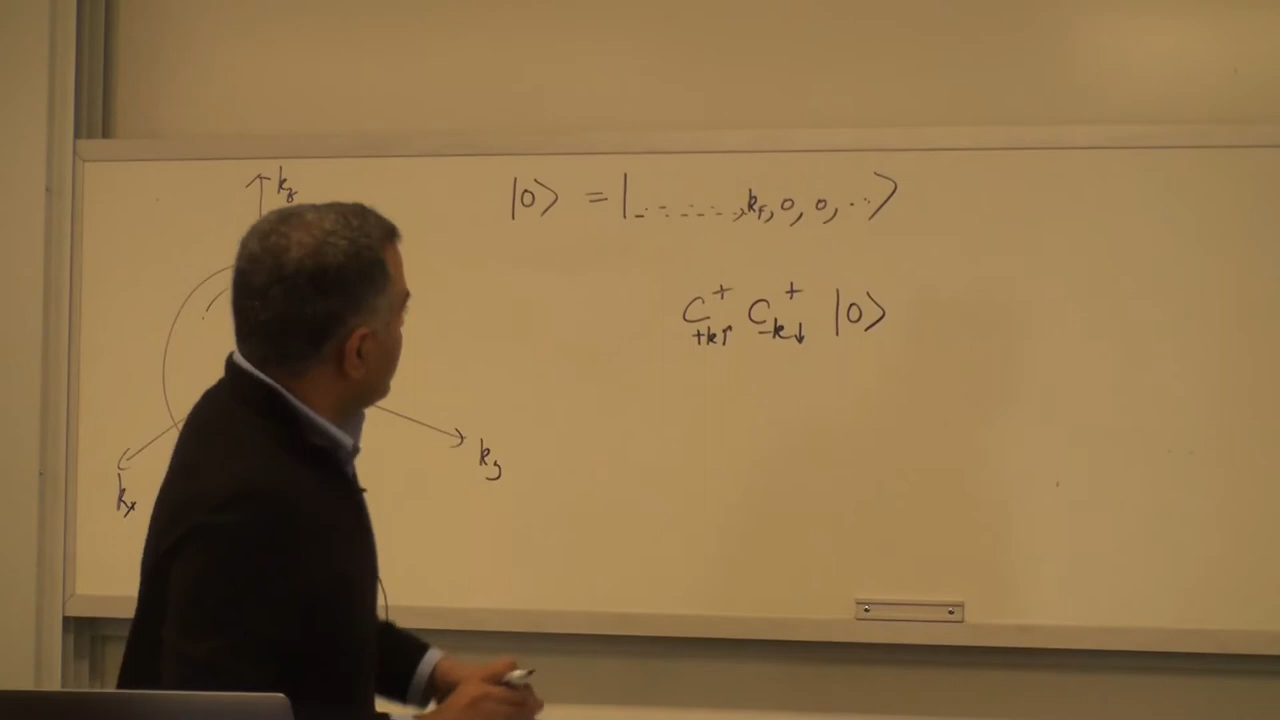 k_z
|0⟩ = |_ . _ . _ . _ ., k_F, 0, 0, ..⟩
C⁺₊ₖ↑ C⁺₋ₖ↓ |0⟩
k_y
k_x